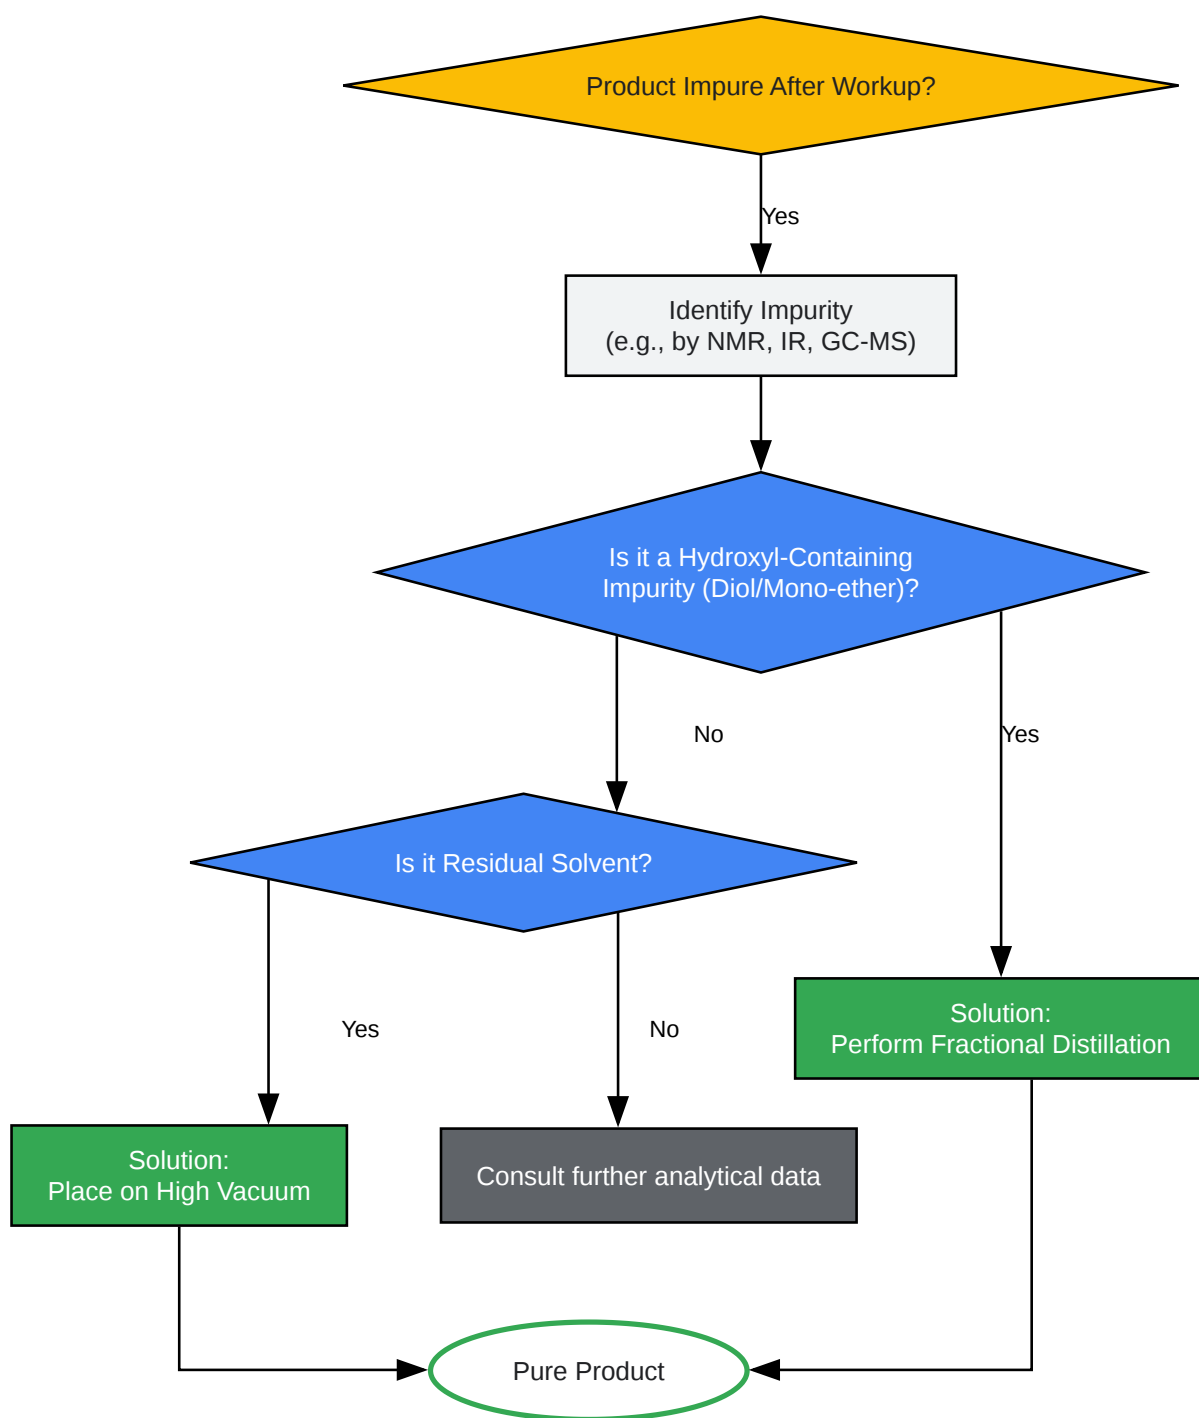 Product Impure After Workup?
Yes
Identify Impurity
(e.g., by NMR, IR, GC-MS)
Is it a Hydroxyl-Containing
Impurity (Diol/Mono-ether)?
No
Yes
Is it Residual Solvent?
Yes
No
Solution:
Perform Fractional Distillation
Solution:
Place on High Vacuum
Consult further analytical data
Pure Product